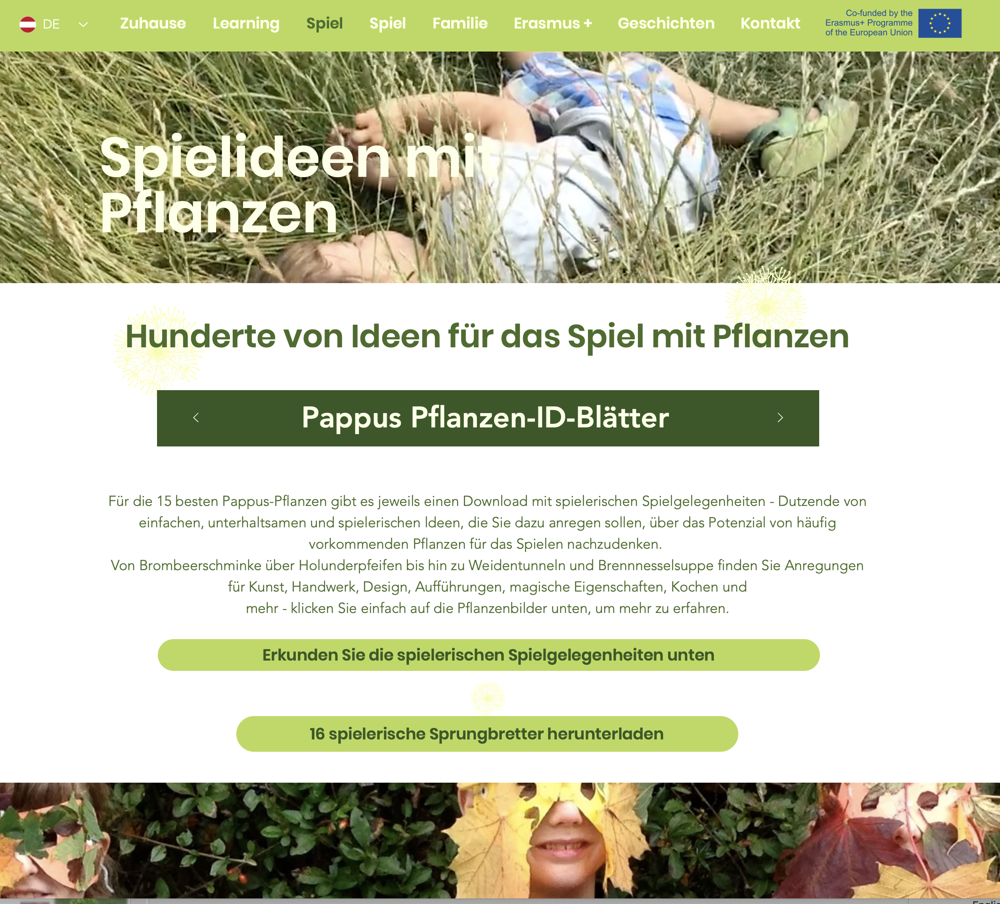 DE
Zuhause
Learning
Spiel
Spiel
Familie
Erasmus +
Geschichten
Kontakt
Co-funded by the
Erasmus+ Programme
of the European Union
Spielideen mit
Pflanzen
Hunderte von Ideen für das Spiel mit Pflanzen
Pappus Pflanzen-ID-Blätter
Für die 15 besten Pappus-Pflanzen gibt es jeweils einen Download mit spielerischen Spielgelegenheiten - Dutzende von
einfachen, unterhaltsamen und spielerischen Ideen, die Sie dazu anregen sollen, über das Potenzial von häufig
vorkommenden Pflanzen für das Spielen nachzudenken.
Von Brombeerschminke über Holunderpfeifen bis hin zu Weidentunneln und Brennnesselsuppe finden Sie Anregungen
für Kunst, Handwerk, Design, Aufführungen, magische Eigenschaften, Kochen und
mehr - klicken Sie einfach auf die Pflanzenbilder unten, um mehr zu erfahren.
Erkunden Sie die spielerischen Spielgelegenheiten unten
16 spielerische Sprungbretter herunterladen